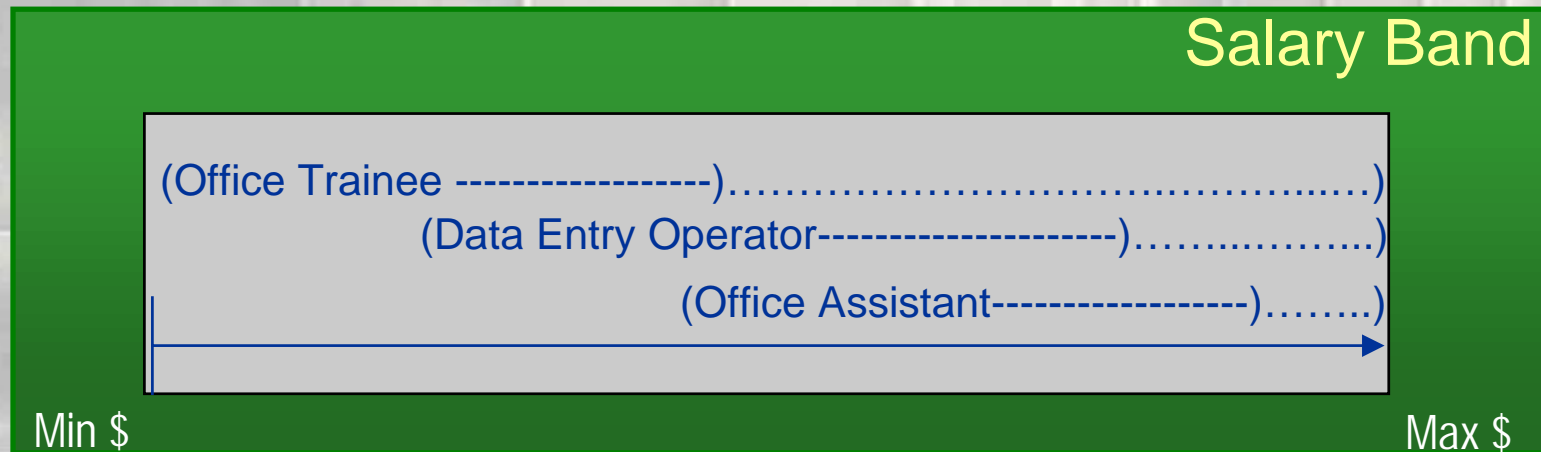 Salary Band
(Office Trainee ------------------)…………………………….………..…)
(Data Entry Operator---------------------)……....……...)
(Office Assistant------------------)……..)
Min $ Max $